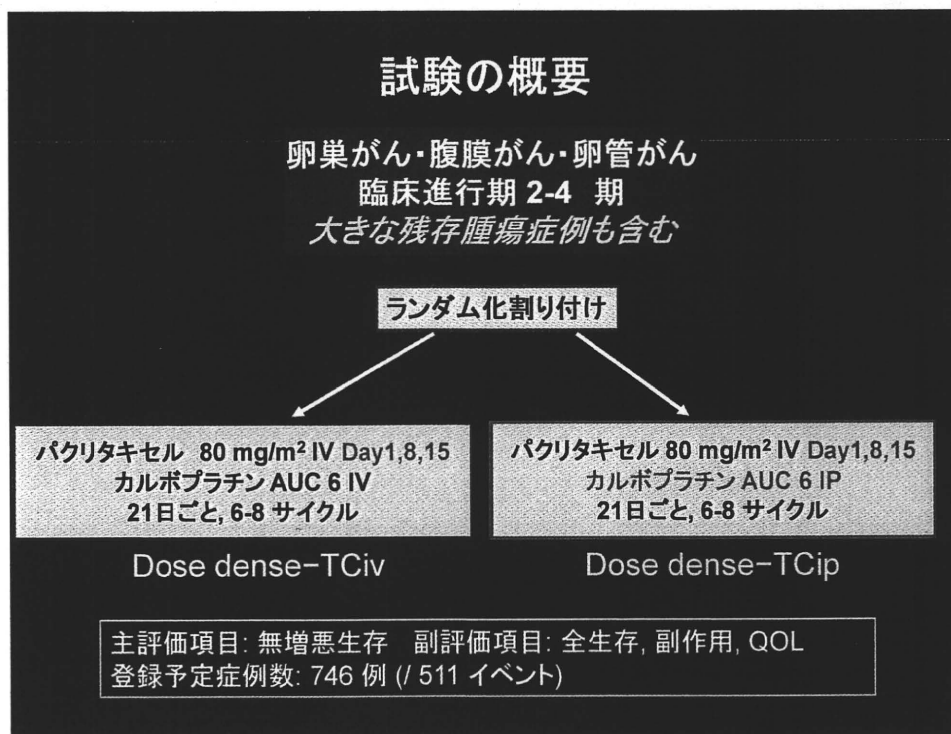 試験の概要
卵巣がん・腹膜がん・卵管がん
臨床進行期 2-4 期
大きな残存腫瘍症例も含む
ランダム化割り付け
パクリタキセル 80 mg/m² IV Day1,8,15
カルボプラチン AUC 6 IV
21日ごと, 6-8 サイクル
パクリタキセル 80 mg/m² IV Day1,8,15
カルボプラチン AUC 6 IP
21日ごと, 6-8 サイクル
Dose dense-TCiv
Dose dense-TCip
主評価項目: 無増悪生存 副評価項目: 全生存, 副作用, QOL
登録予定症例数: 746 例 (/ 511 イベント)